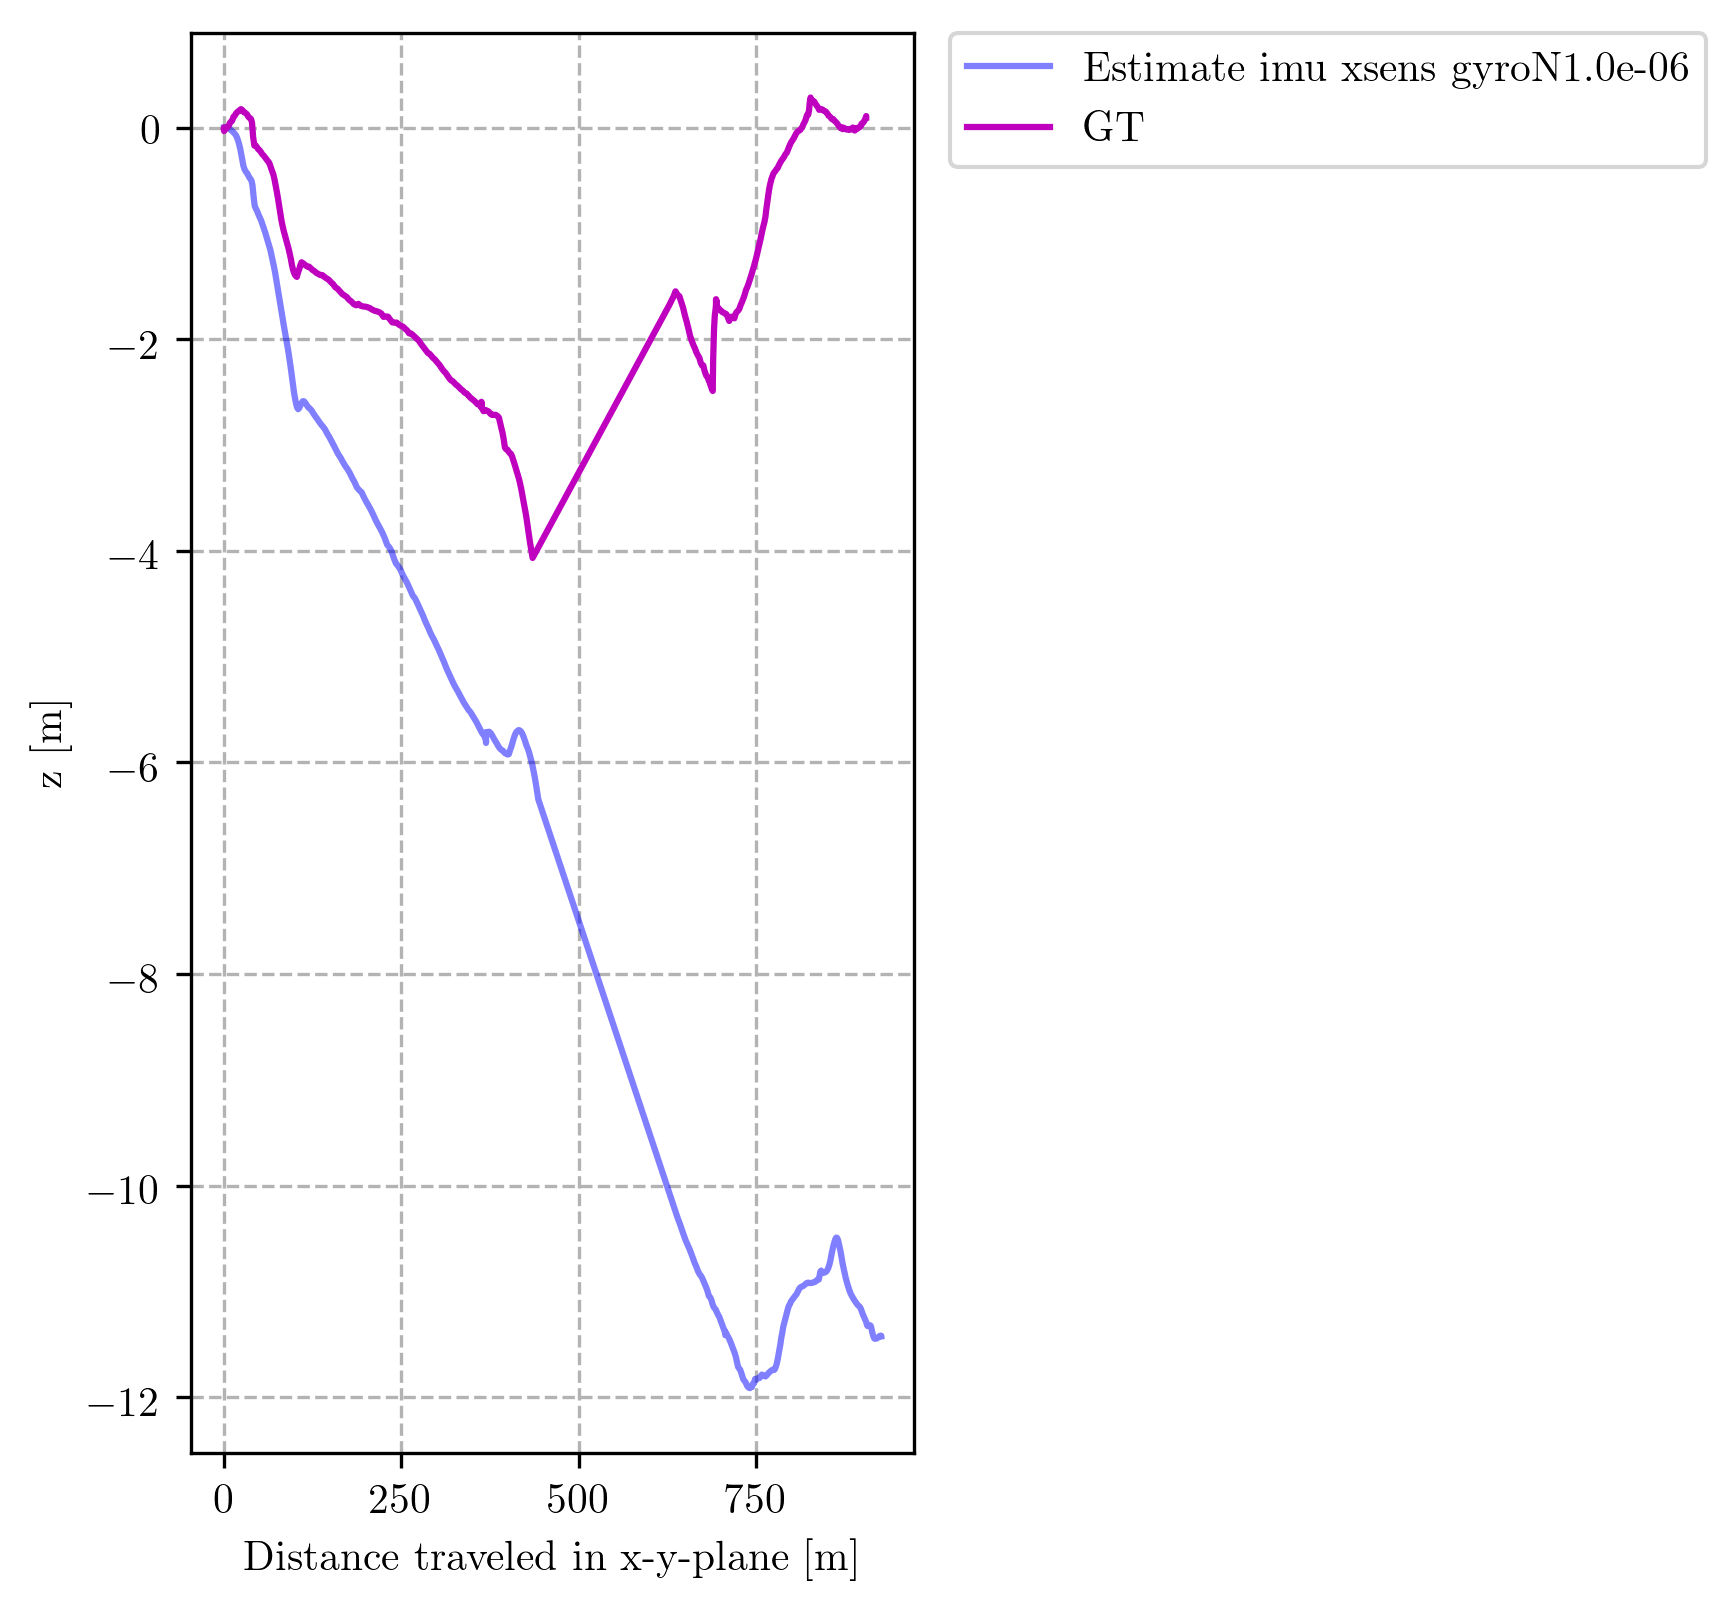 Estimate imu xsens gyroN1.0e-06
GT
0
−2
−4
−6
−8
−10
−12
z [m]
0 250 500 750
Distance traveled in x-y-plane [m]